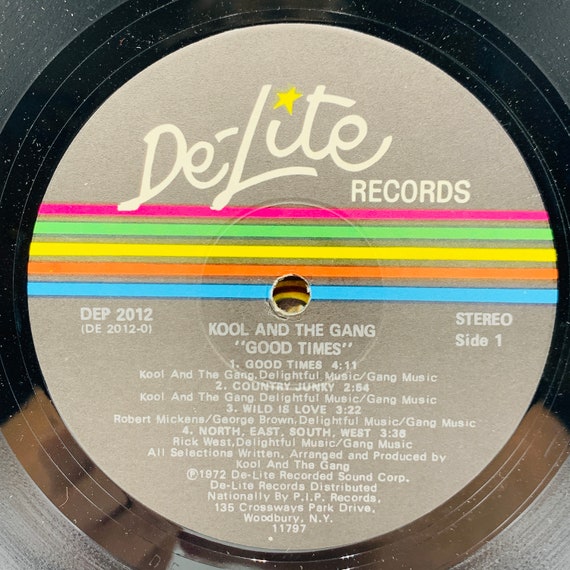 De-Lite
RECORDS
DEP 2012
(DE 2012-0)
STEREO
Side 1
KOOL AND THE GANG
"GOOD TIMES"
1. GOOD TIMES 4:11
Kool And The Gang,Delightful Music/Gang Music
2. COUNTRY JUNKY 2:54
Kool And The Gang,Delightful Music/Gang Music
3. WILD IS LOVE 3:22
Robert Mickens/George Brown,Delightful Music/Gang Music
4. NORTH, EAST, SOUTH, WEST 3:36
Rick West,Delightful Music/Gang Music
All Selections Written, Arranged and Produced by
Kool And The Gang
℗1972 De-Lite Recorded Sound Corp.
De-Lite Records Distributed
Nationally By P.I.P. Records,
135 Crossways Park Drive,
Woodbury, N.Y.
11797